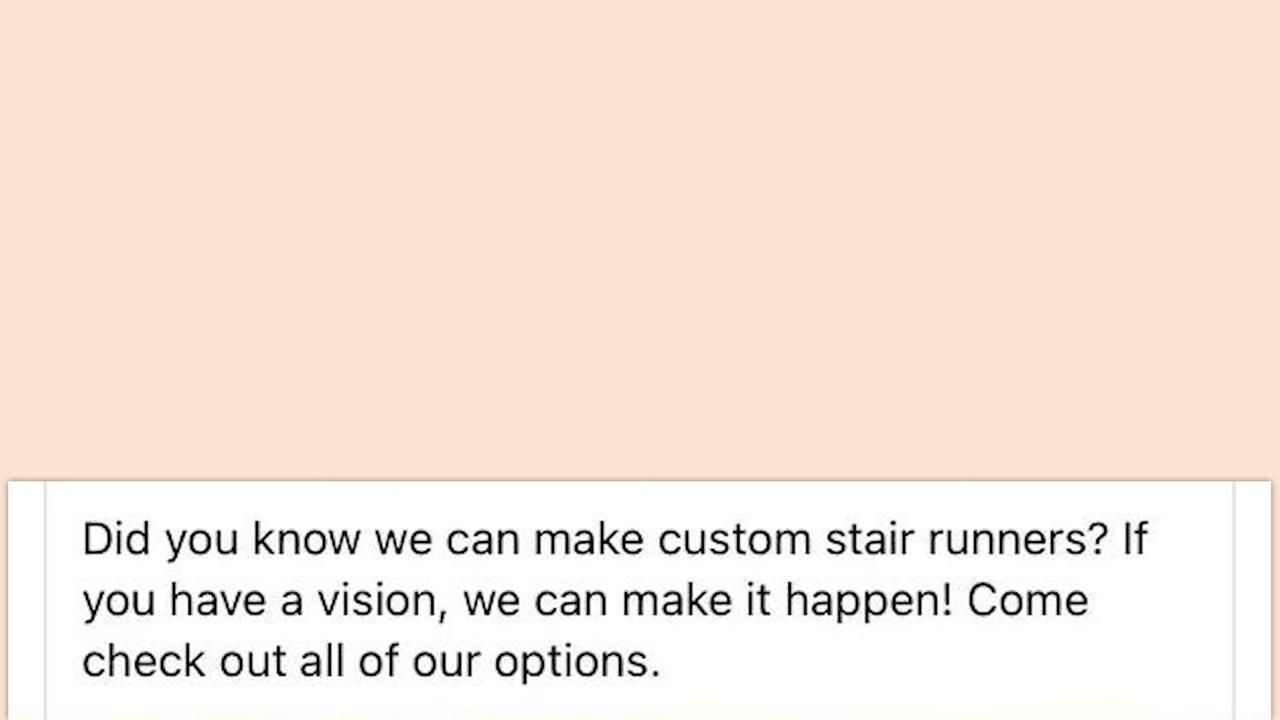 Did you know we can make custom stair runners? If
you have a vision, we can make it happen! Come
check out all of our options.